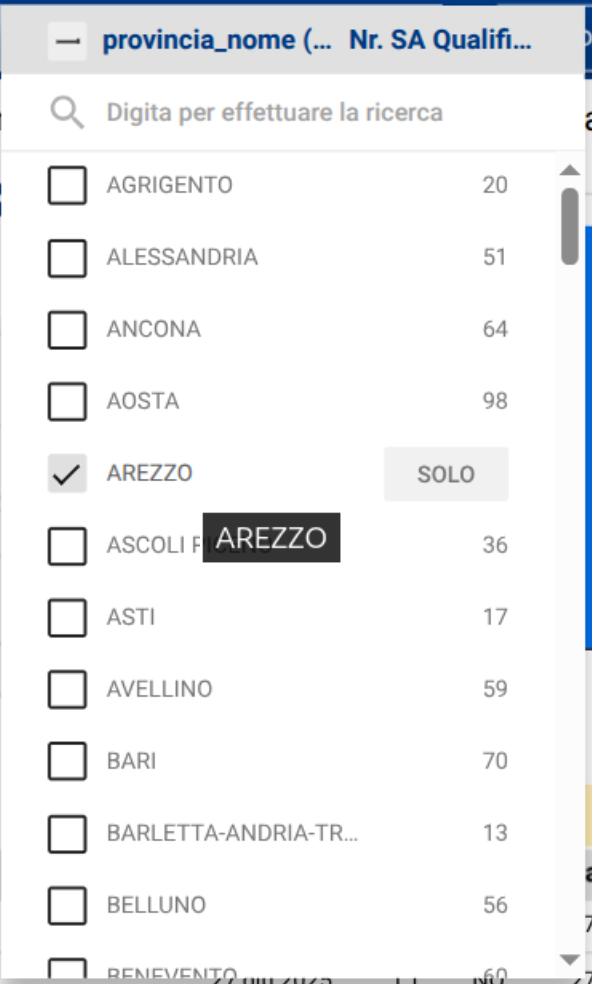 provincia_nome (... Nr. SA Qualifi...
Digita per effettuare la ricerca
AGRIGENTO 20
ALESSANDRIA 51
ANCONA 64
AOSTA 98
AREZZO SOLO
AREZZO
ASCOLI 36
ASTI 17
AVELLINO 59
BARI 70
BARLETTA-ANDRIA-TR... 13
BELLUNO 56
BENEVENTO 60